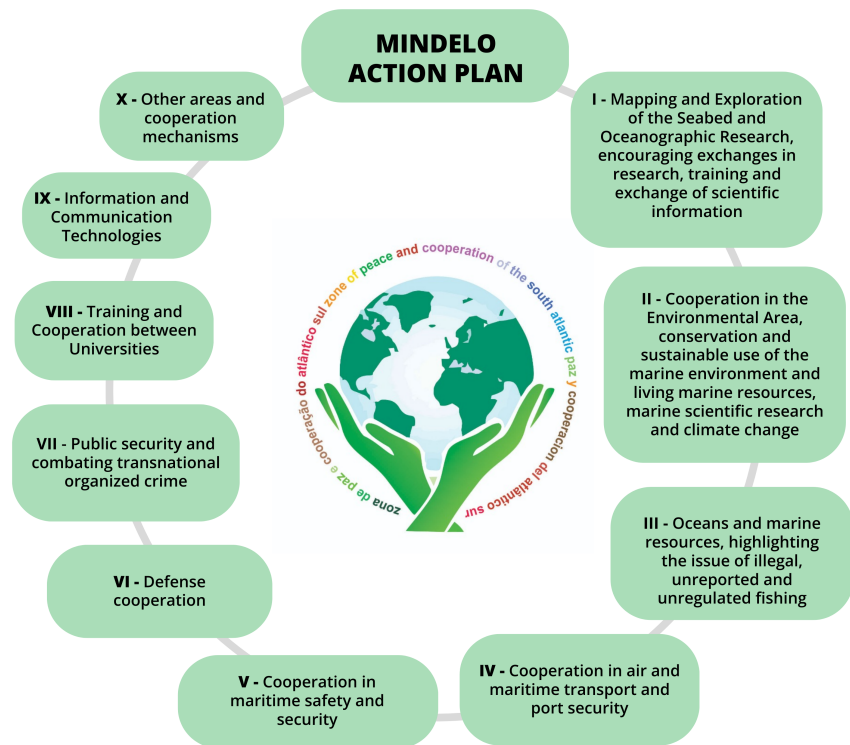 MINDELO
ACTION PLAN
I - Mapping and Exploration
of the Seabed and
Oceanographic Research,
encouraging exchanges in
research, training and
exchange of scientific
information
II - Cooperation in the
Environmental Area,
conservation and
sustainable use of the
marine environment and
living marine resources,
marine scientific research
and climate change
III - Oceans and marine
resources, highlighting
the issue of illegal,
unreported and
unregulated fishing
IV - Cooperation in air and
maritime transport and
port security
V - Cooperation in
maritime safety and
security
VI - Defense
cooperation
VII - Public security and
combating transnational
organized crime
VIII - Training and
Cooperation between
Universities
IX - Information and
Communication
Technologies
X - Other areas and
cooperation
mechanisms
zona de paz e cooperação do atlântico sul zone of peace and cooperation of the south atlantic paz y cooperacion del atlàntico sur